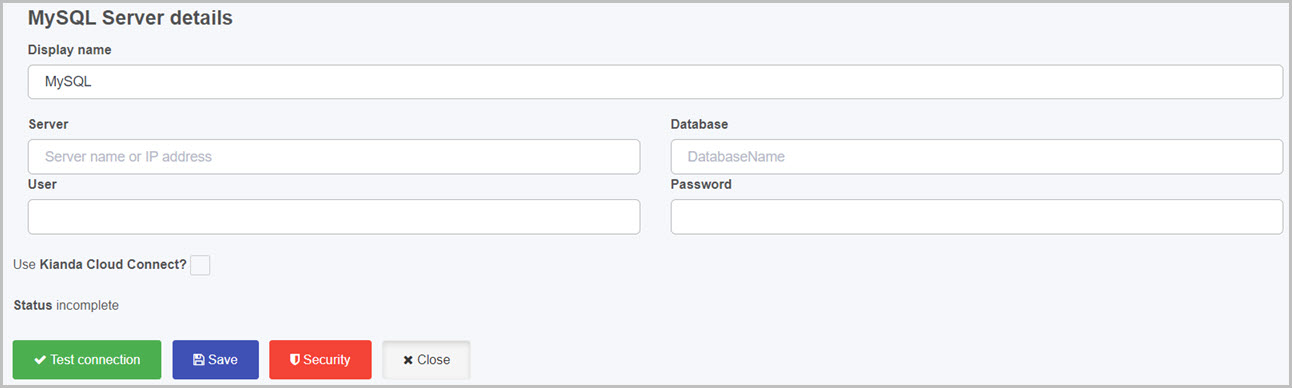 MySQL Server details
Display name
MySQL
Server Database
Server name or IP address DatabaseName
User Password
Use Kianda Cloud Connect?
Status incomplete
Test connection Save Security Close